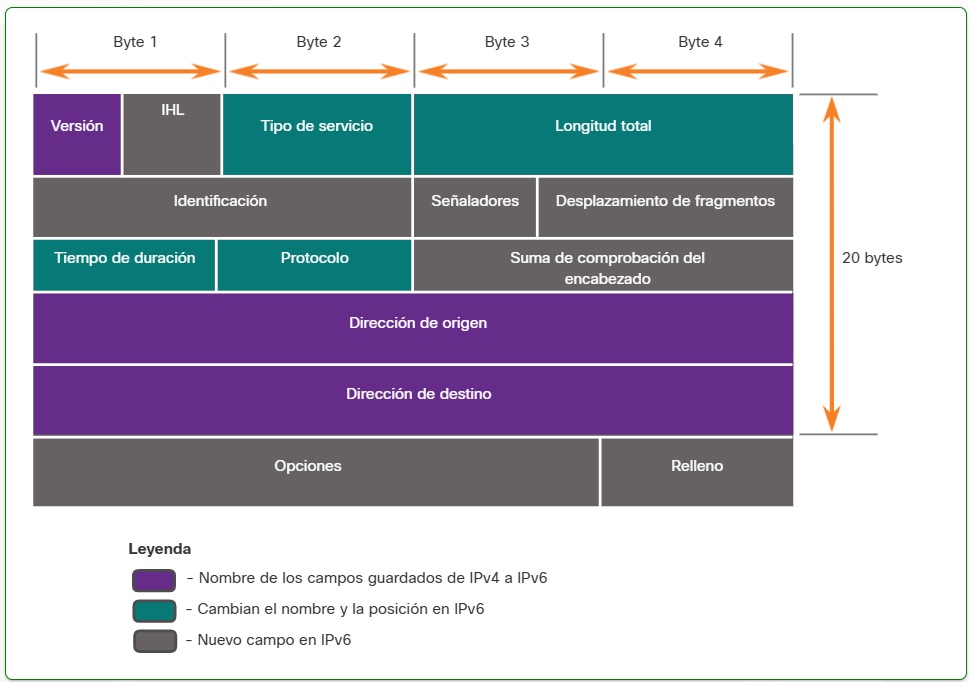 Byte 1
Byte 2
Byte 3
Byte 4
Versión
IHL
Tipo de servicio
Longitud total
Identificación
Señaladores
Desplazamiento de fragmentos
Tiempo de duración
Protocolo
Suma de comprobación del
encabezado
20 bytes
Dirección de origen
Dirección de destino
Opciones
Relleno
Leyenda
- Nombre de los campos guardados de IPv4 a IPv6
- Cambian el nombre y la posición en IPv6
- Nuevo campo en IPv6